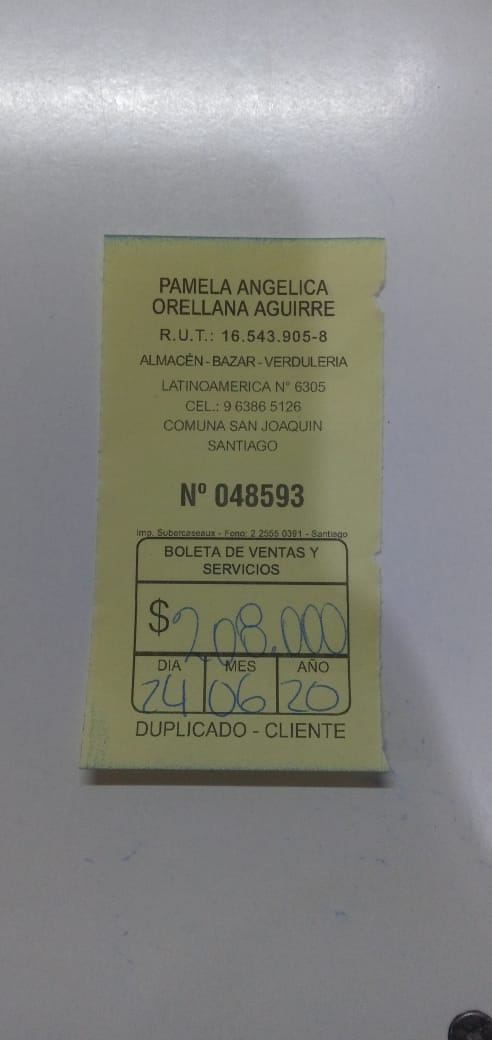 PAMELA ANGELICA
ORELLANA AGUIRRE
R.U.T.: 16.543.905-8
ALMACÉN - BAZAR - VERDULERIA
LATINOAMERICA N° 6305
CEL.: 9 6386 5126
COMUNA SAN JOAQUIN
SANTIAGO
Nº 048593
Imp. Subercaseaux - Fono: 2 2555 0391 - Santiago
BOLETA DE VENTAS Y
SERVICIOS
$ 208.000
DIA MES AÑO
24 06 20
DUPLICADO - CLIENTE